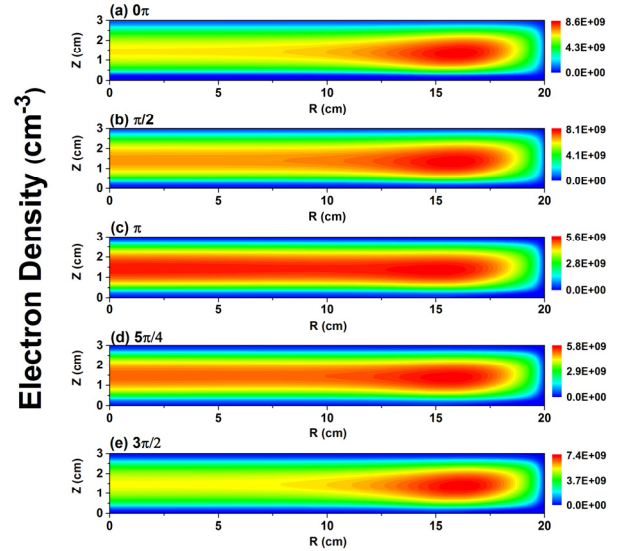 Electron Density (cm-3)
(a) 0π
Z (cm)
3
2
1
0
0 5 10 15 20
R (cm)
8.6E+09
4.3E+09
0.0E+00
(b) π/2
Z (cm)
3
2
1
0
0 5 10 15 20
R (cm)
8.1E+09
4.1E+09
0.0E+00
(c) π
Z (cm)
3
2
1
0
0 5 10 15 20
R (cm)
5.6E+09
2.8E+09
0.0E+00
(d) 5π/4
Z (cm)
3
2
1
0
0 5 10 15 20
R (cm)
5.8E+09
2.9E+09
0.0E+00
(e) 3π/2
Z (cm)
3
2
1
0
0 5 10 15 20
R (cm)
7.4E+09
3.7E+09
0.0E+00